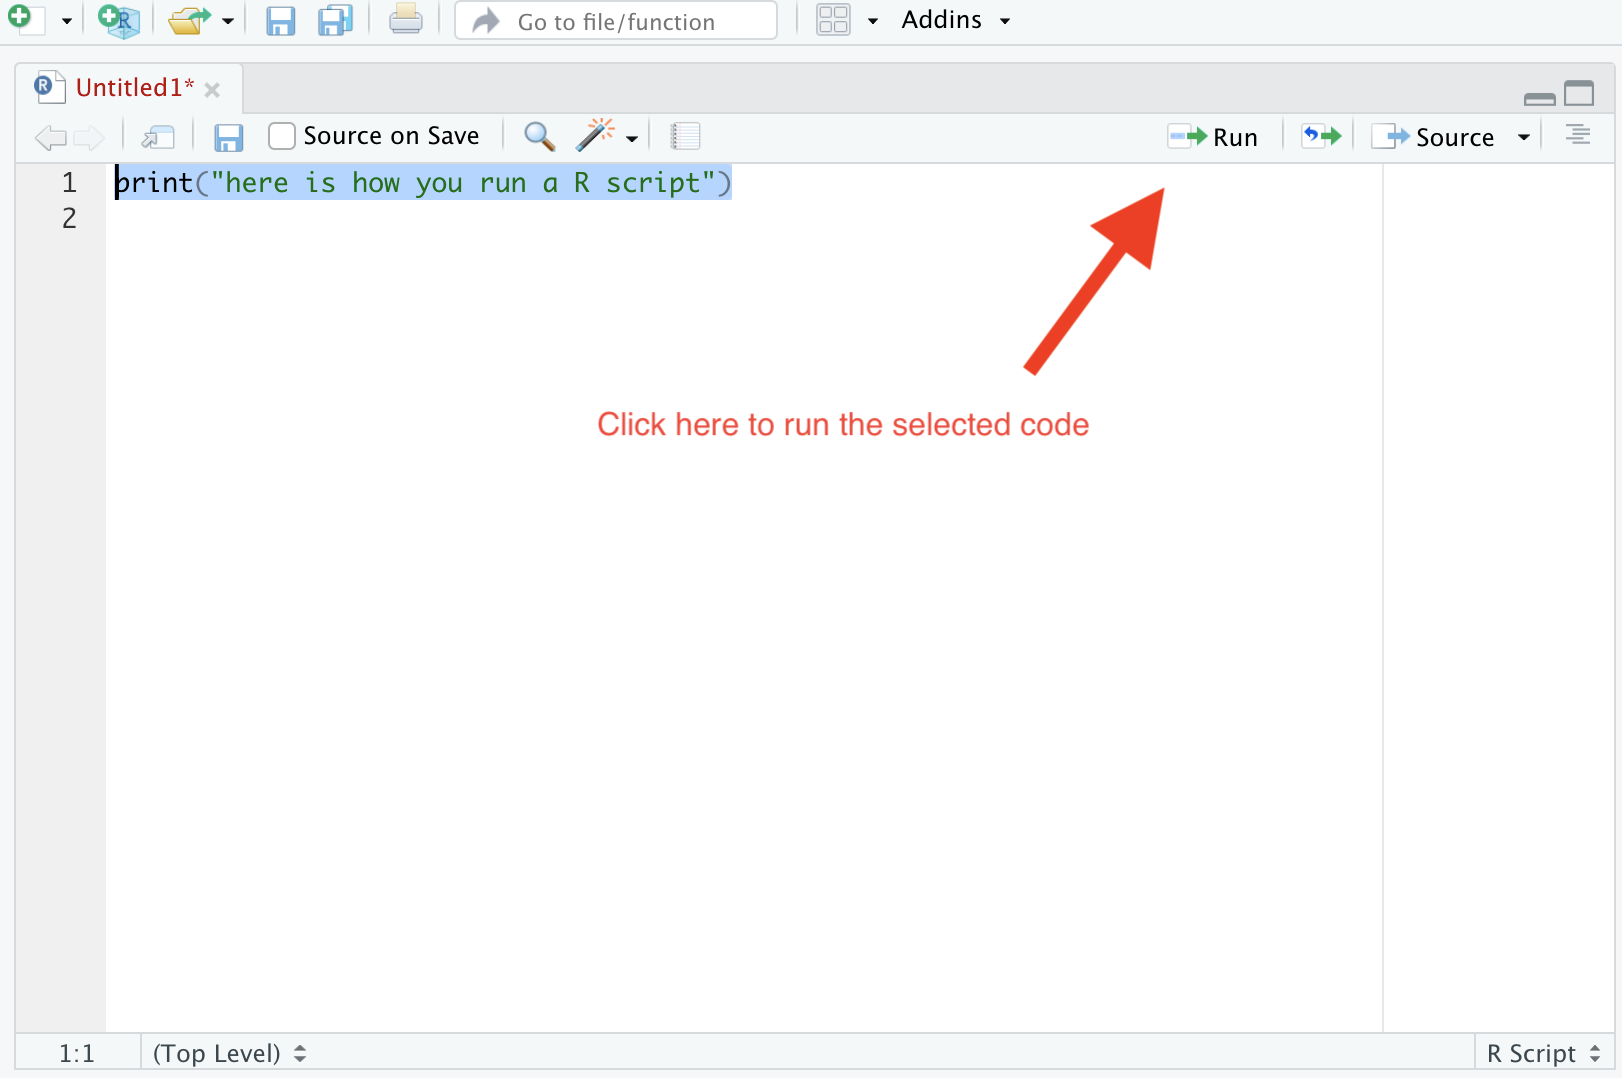 Go to file/function Addins
R Untitled1*
Source on Save Run Source
1 print("here is how you run a R script")
2
Click here to run the selected code
1:1 (Top Level) R Script